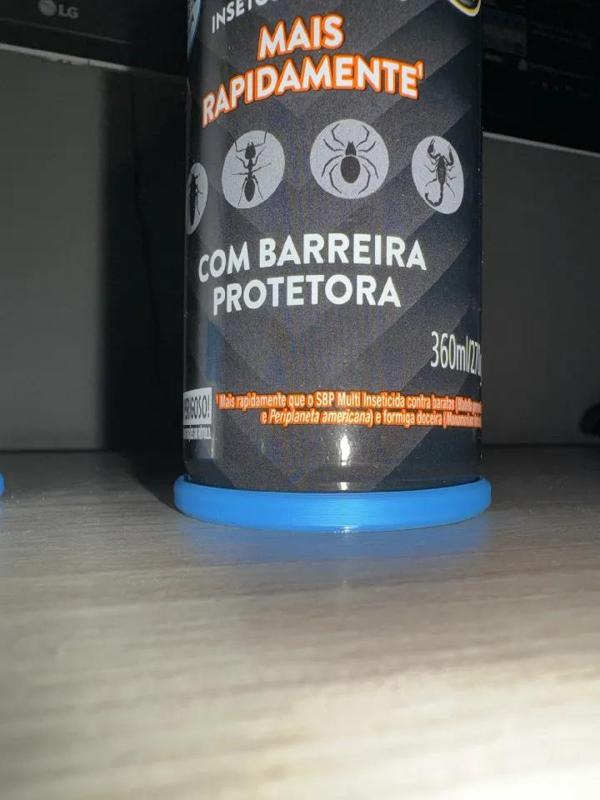 LG
MAIS
RAPIDAMENTE¹
COM BARREIRA
PROTETORA
360ml/
¹ Mais rapidamente que o SBP Multi Inseticida contra baratas
e Periplaneta americana) e formiga doceira